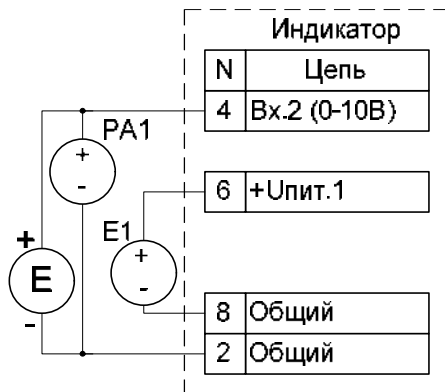 Индикатор
N Цепь
4 Вх.2 (0-10В)
PA1
+
-
6 +Uпит.1
E1
+
-
+
E
-
8 Общий
2 Общий